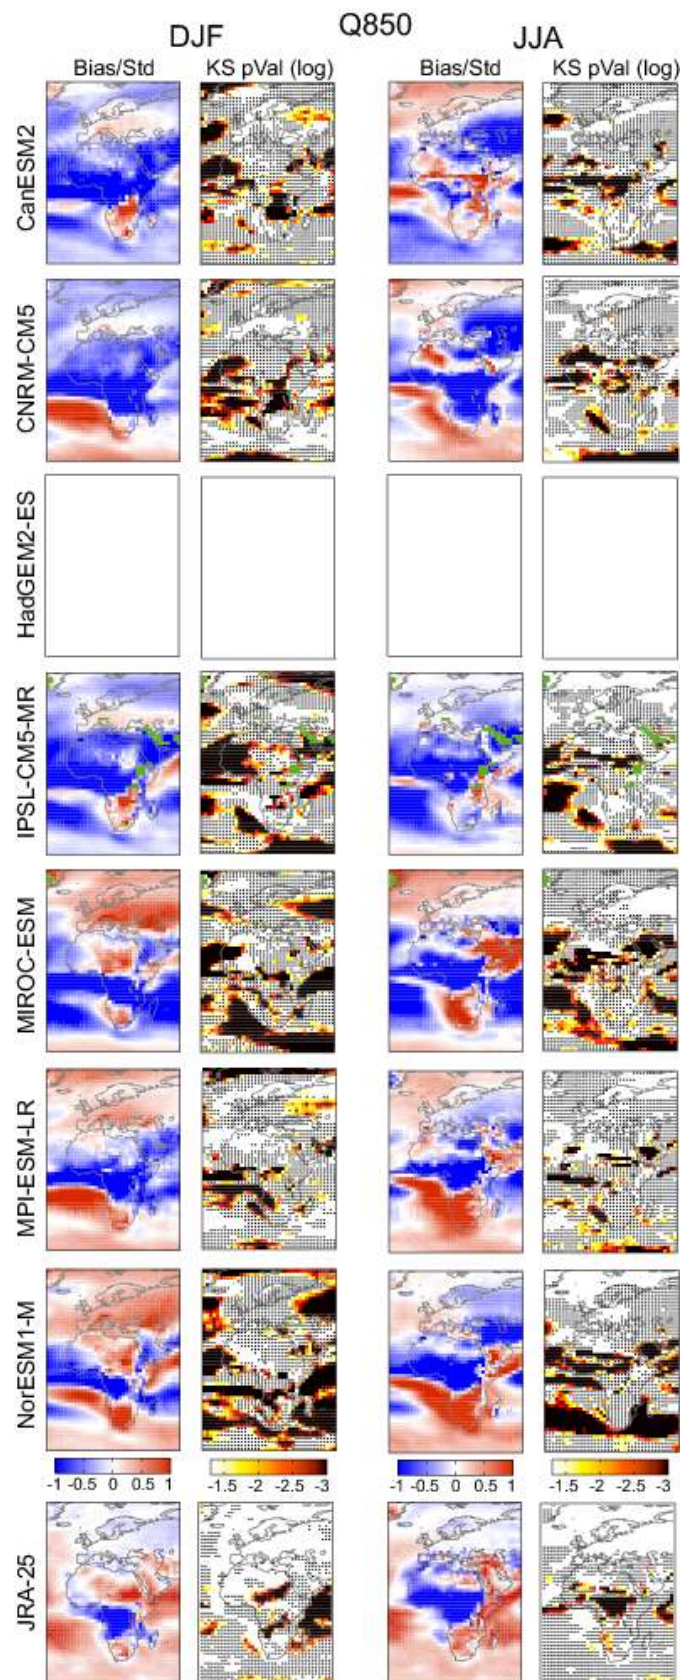 Q850
DJF JJA
Bias/Std KS pVal (log) Bias/Std KS pVal (log)
CanESM2
CNRM-CM5
HadGEM2-ES
IPSL-CM5-MR
MIROC-ESM
MPI-ESM-LR
NorESM1-M
-1 -0.5 0 0.5 1 -1.5 -2 -2.5 -3 -1 -0.5 0 0.5 1 -1.5 -2 -2.5 -3
JRA-25